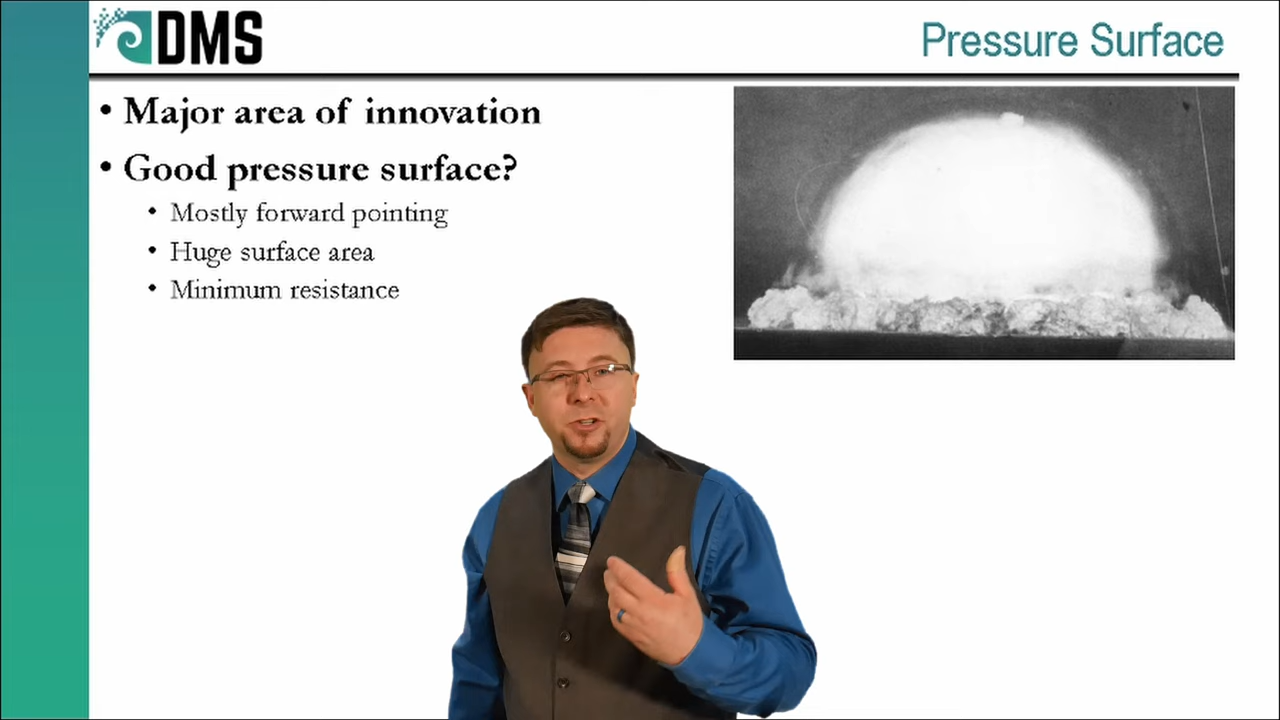 DMS
Pressure Surface
• Major area of innovation
• Good pressure surface?
• Mostly forward pointing
• Huge surface area
• Minimum resistance